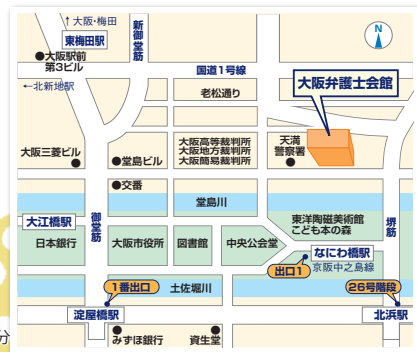 ↑大阪・梅田
東梅田駅
新御堂筋
N
●大阪駅前
第3ビル
国道1号線
←北新地駅
老松通り
大阪弁護士会館
大阪三菱ビル
●堂島ビル
大阪高等裁判所
大阪地方裁判所
大阪簡易裁判所
天満
警察署
●交番
堂島川
大江橋駅
御堂筋
東洋陶磁美術館
こども本の森
堺筋
日本銀行
大阪市役所
図書館
中央公会堂
なにわ橋駅
出口1
京阪中之島線
1番出口
土佐堀川
26号階段
淀屋橋駅
北浜駅
分
みずほ銀行
資生堂